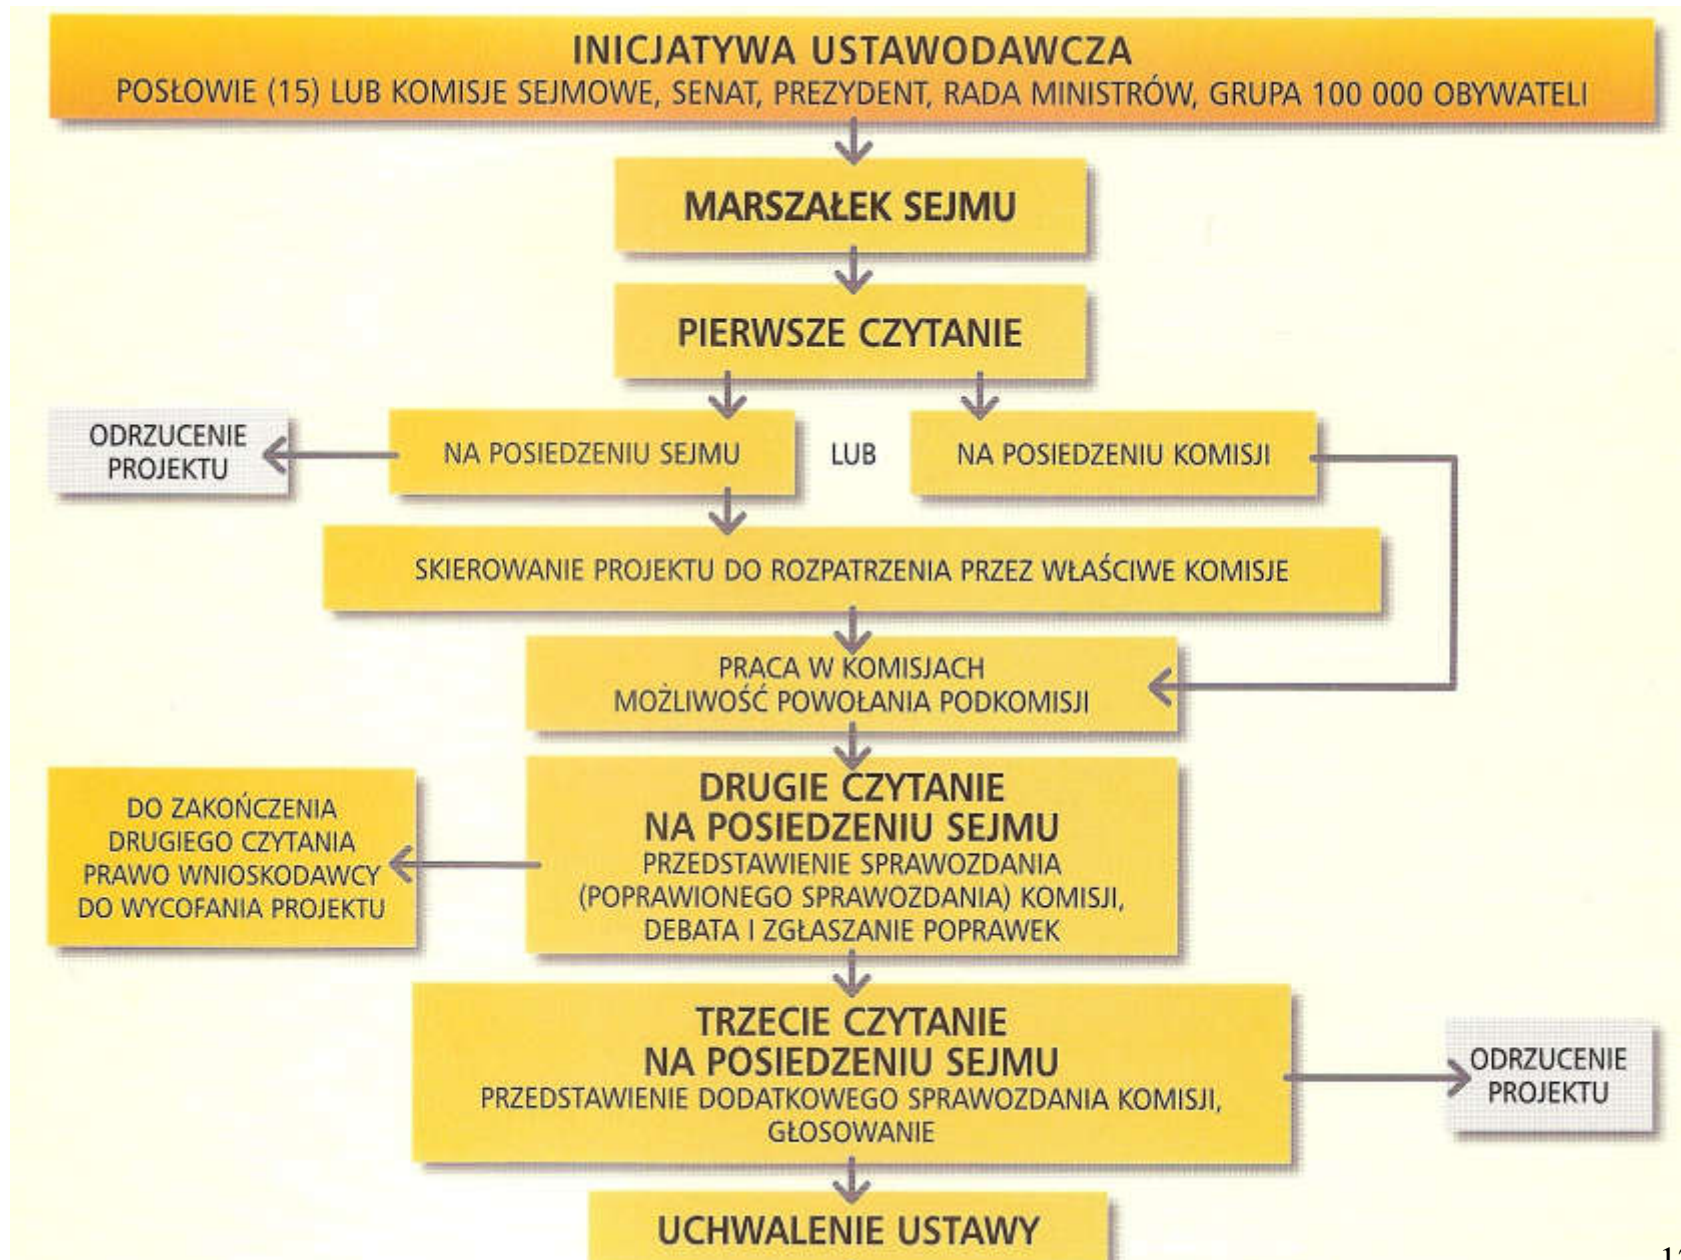 INICJATYWA USTAWODAWCZA
POSŁOWIE (15) LUB KOMISJE SEJMOWE, SENAT, PREZYDENT, RADA MINISTRÓW, GRUPA 100 000 OBYWATELI
MARSZAŁEK SEJMU
PIERWSZE CZYTANIE
ODRZUCENIE
PROJEKTU
NA POSIEDZENIU SEJMU
LUB
NA POSIEDZENIU KOMISJI
SKIEROWANIE PROJEKTU DO ROZPATRZENIA PRZEZ WŁAŚCIWE KOMISJE
PRACA W KOMISJACH
MOŻLIWOŚĆ POWOŁANIA PODKOMISJI
DO ZAKOŃCZENIA
DRUGIEGO CZYTANIA
PRAWO WNIOSKODAWCY
DO WYCOFANIA PROJEKTU
DRUGIE CZYTANIE
NA POSIEDZENIU SEJMU
PRZEDSTAWIENIE SPRAWOZDANIA
(POPRAWIONEGO SPRAWOZDANIA) KOMISJI,
DEBATA I ZGŁASZANIE POPRAWEK
TRZECIE CZYTANIE
NA POSIEDZENIU SEJMU
PRZEDSTAWIENIE DODATKOWEGO SPRAWOZDANIA KOMISJI,
GŁOSOWANIE
ODRZUCENIE
PROJEKTU
UCHWALENIE USTAWY